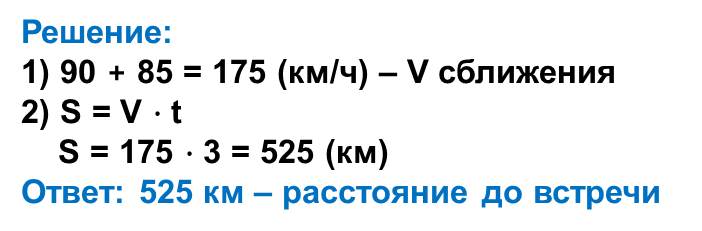 Решение:
1) 90 + 85 = 175 (км/ч) – V сближения
2) S = V · t
S = 175 · 3 = 525 (км)
Ответ: 525 км – расстояние до встречи